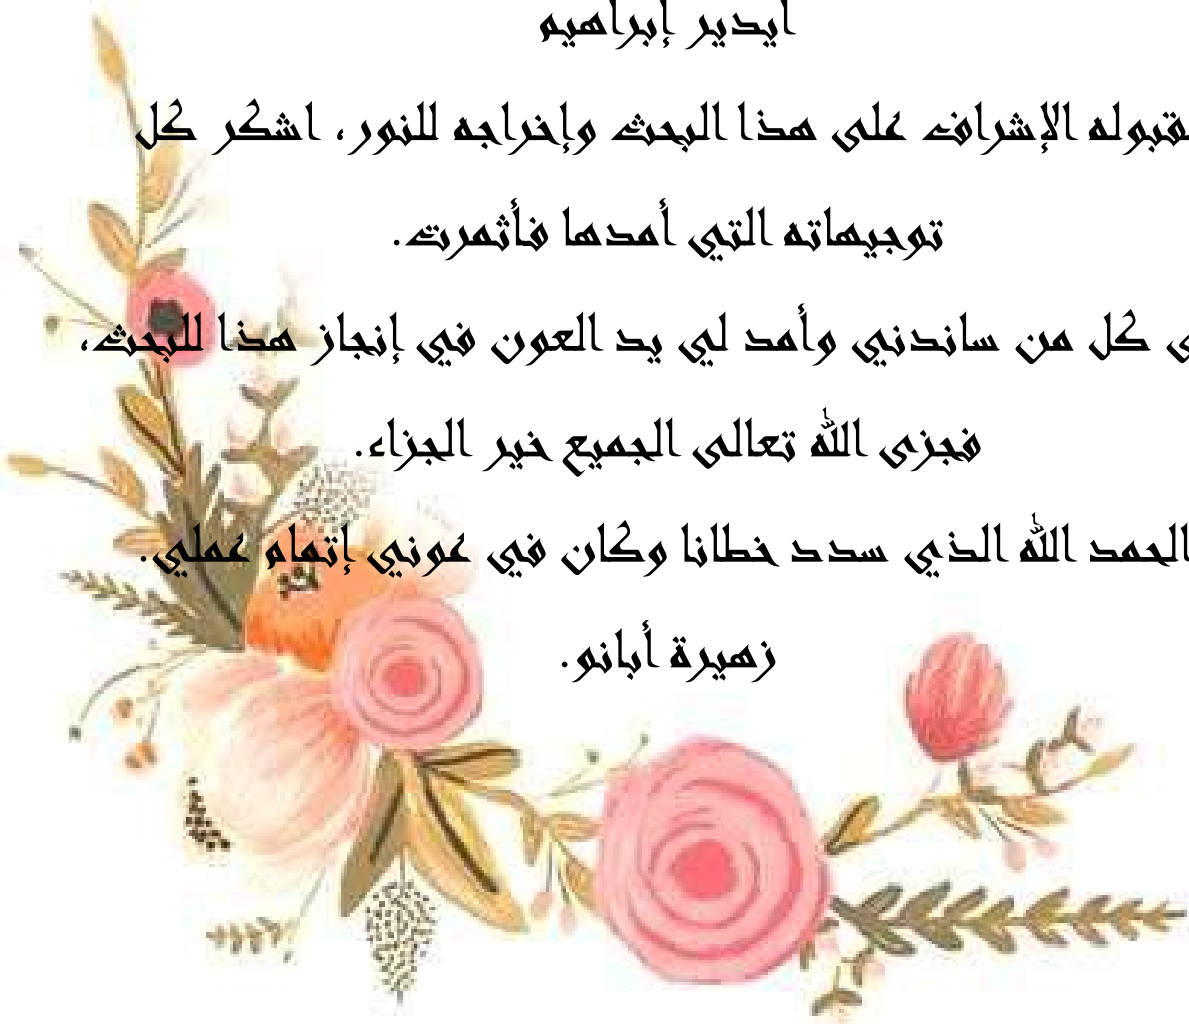 ايدير إبراهيم
قبوله الإشراف على هذا البحث وإخراجه للنور، اشكر كل
توجيهاته التي أمدها فأثمرت.
كل من ساندني وأمد لي يد العون في إنجاز هذا للبحث،
فجزى الله تعالى الجميع خير الجزاء.
الحمد الله الذي سدد خطانا وكان في عوني إتمام عملي.
زهيرة أبانو.